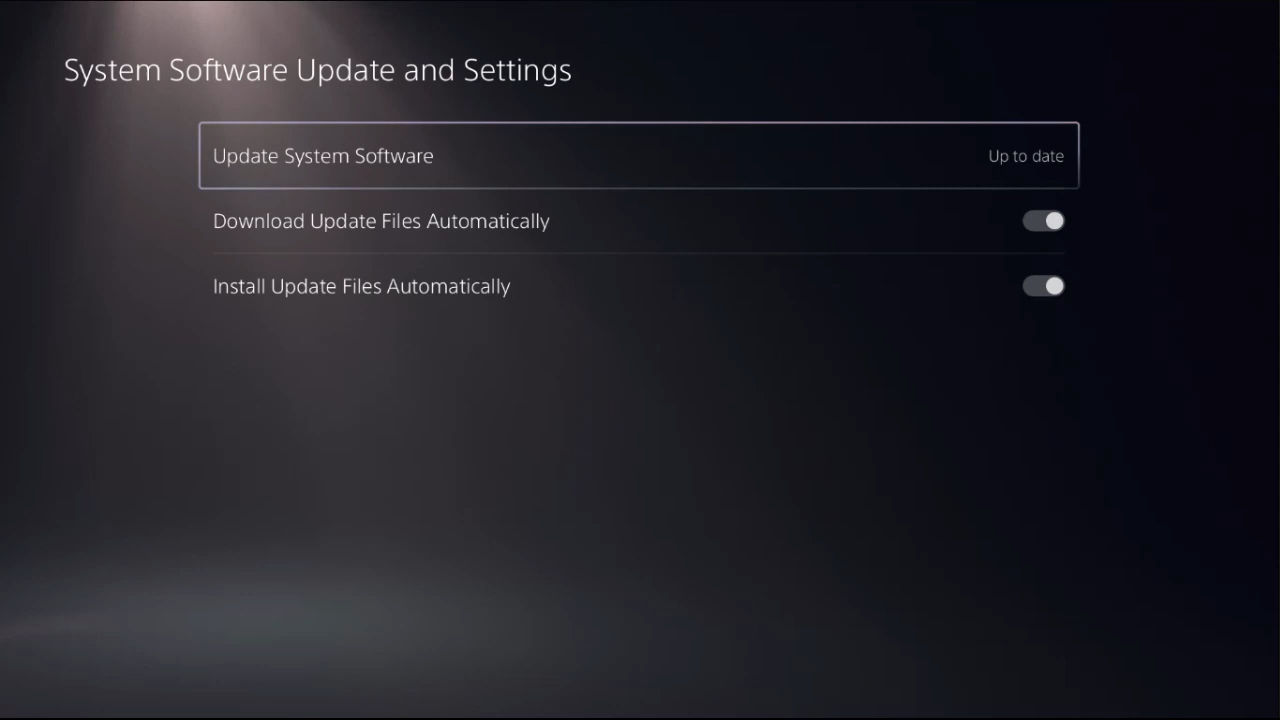 System Software Update and Settings
Update System Software
Up to date
Download Update Files Automatically
Install Update Files Automatically